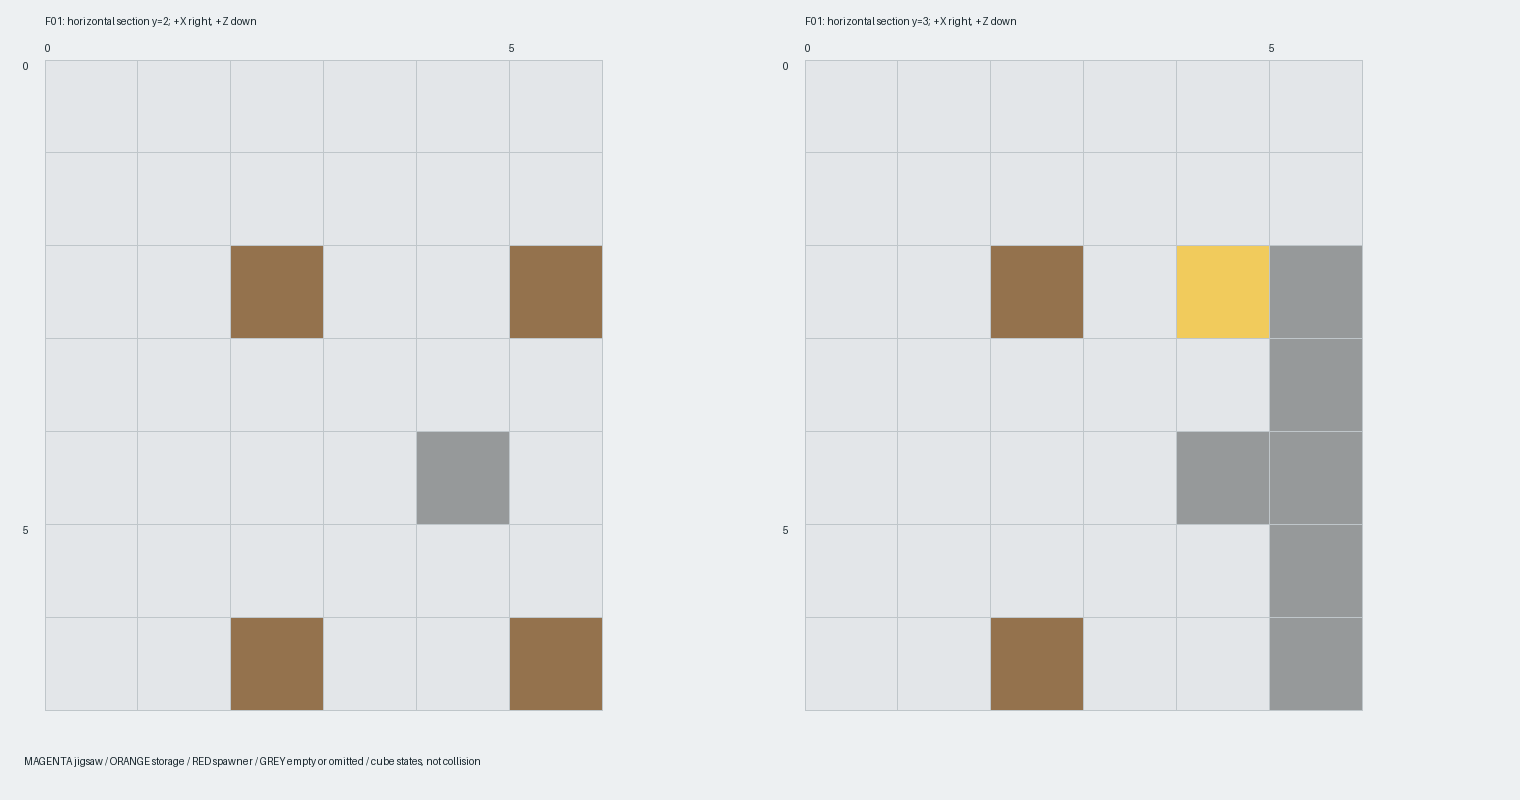 F01: horizontal section y=2; +X right, +Z down
F01: horizontal section y=3; +X right, +Z down
0 5
0 5
0
0
5
5
MAGENTA jigsaw / ORANGE storage / RED spawner / GREY empty or omitted / cube states, not collision